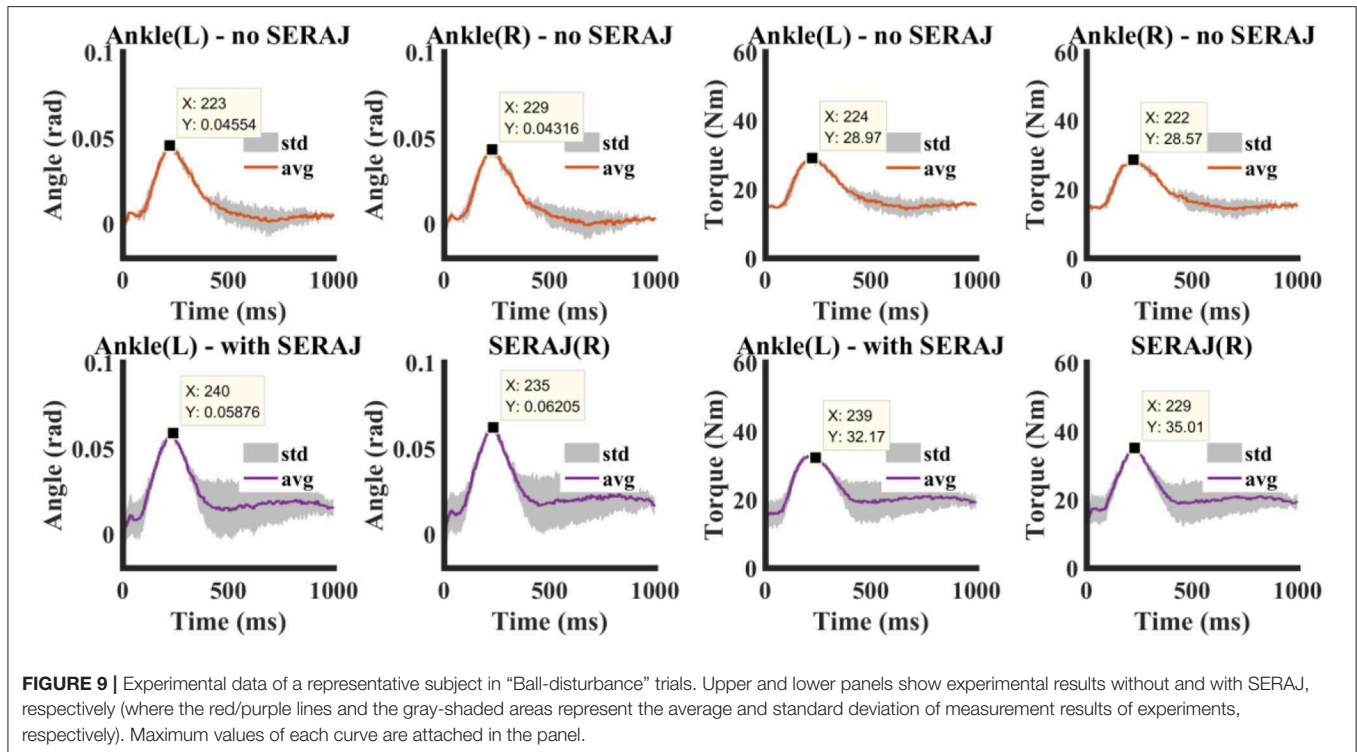 Ankle(L) - no SERAJ
0.1
0.05
0
Angle (rad)
X: 223
Y: 0.04554
std
avg
0 500 1000
Time (ms)
Ankle(R) - no SERAJ
0.1
0.05
0
Angle (rad)
X: 229
Y: 0.04316
std
avg
0 500 1000
Time (ms)
Ankle(L) - no SERAJ
60
40
20
0
Torque (Nm)
X: 224
Y: 28.97
std
avg
0 500 1000
Time (ms)
Ankle(R) - no SERAJ
60
40
20
0
Torque (Nm)
X: 222
Y: 28.57
std
avg
0 500 1000
Time (ms)
Ankle(L) - with SERAJ
0.1
0.05
0
Angle (rad)
X: 240
Y: 0.05876
std
avg
0 500 1000
Time (ms)
SERAJ(R)
0.1
0.05
0
Angle (rad)
X: 235
Y: 0.06205
std
avg
0 500 1000
Time (ms)
Ankle(L) - with SERAJ
60
40
20
0
Torque (Nm)
X: 239
Y: 32.17
std
avg
0 500 1000
Time (ms)
SERAJ(R)
60
40
20
0
Torque (Nm)
X: 229
Y: 35.01
std
avg
0 500 1000
Time (ms)
FIGURE 9 | Experimental data of a representative subject in “Ball-disturbance” trials. Upper and lower panels show experimental results without and with SERAJ,
respectively (where the red/purple lines and the gray-shaded areas represent the average and standard deviation of measurement results of experiments,
respectively). Maximum values of each curve are attached in the panel.